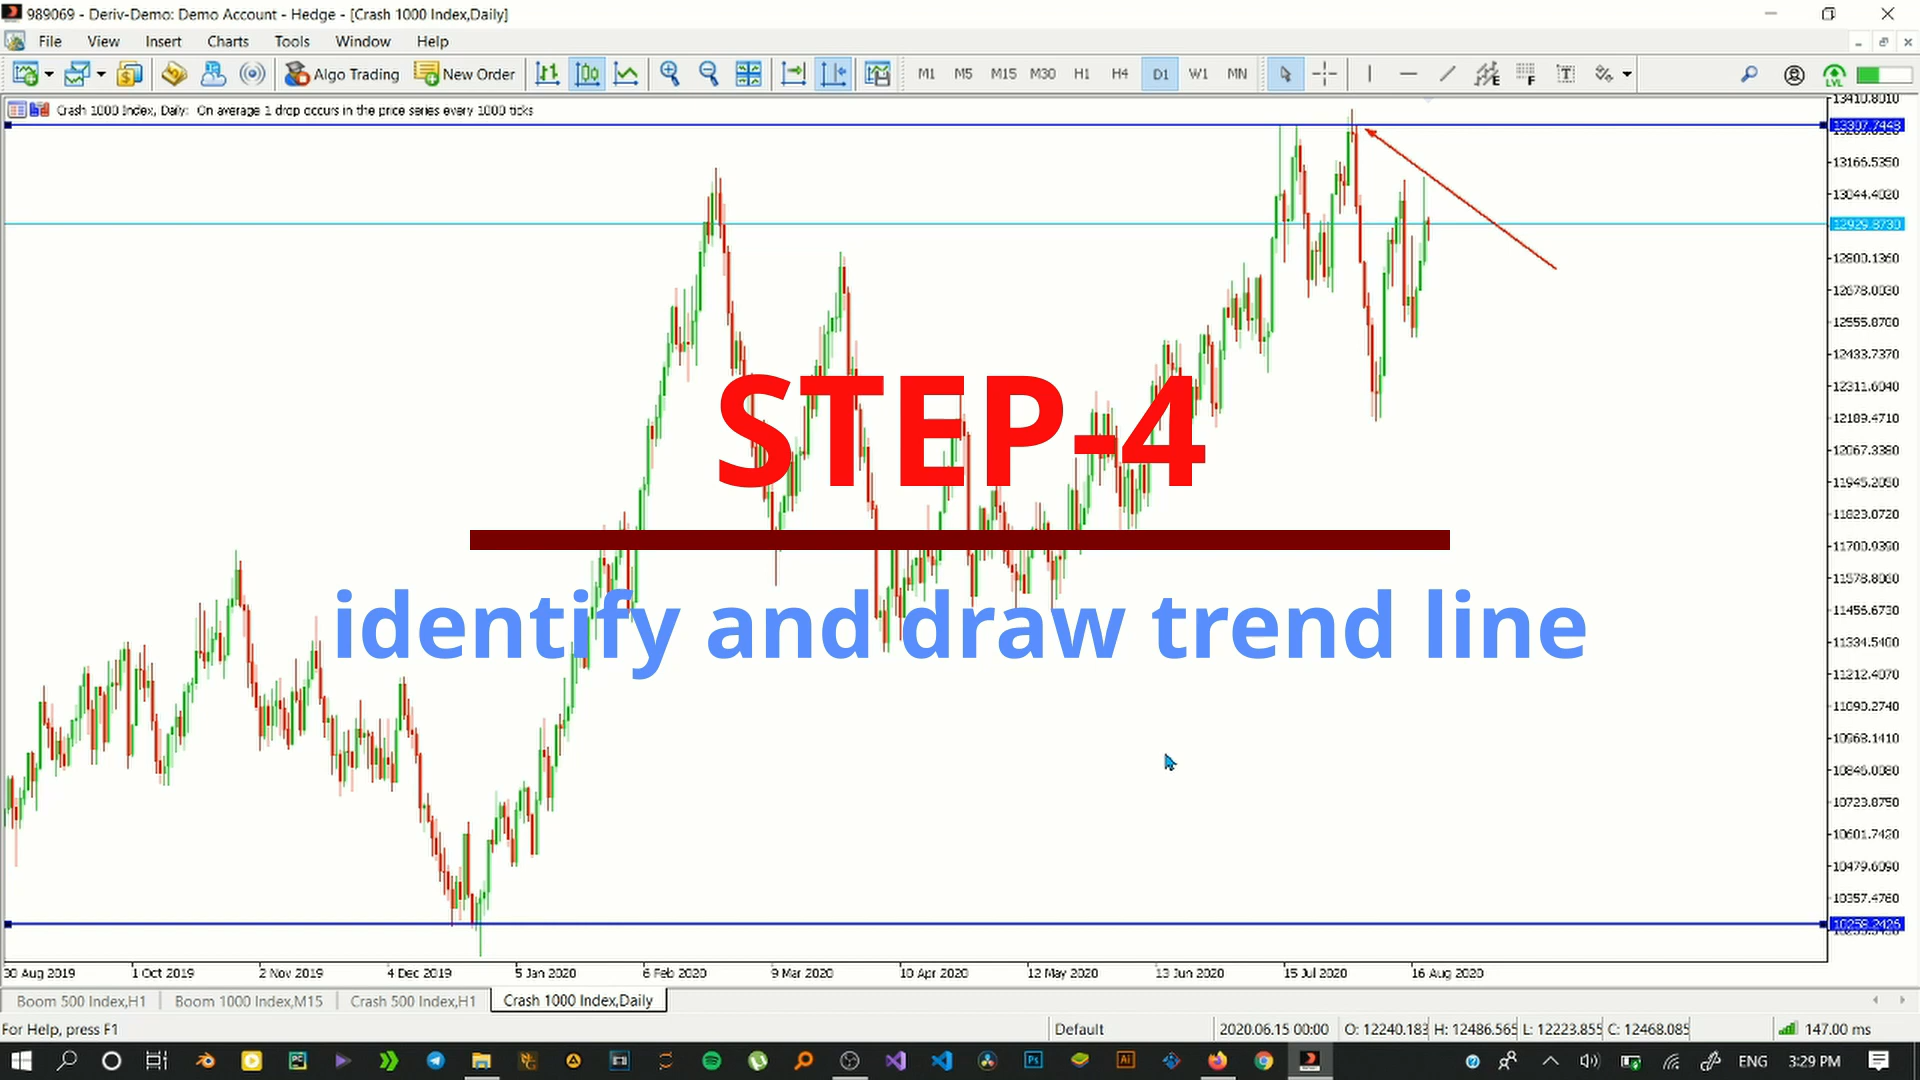 989069 - Deriv-Demo: Demo Account - Hedge - [Crash 1000 Index,Daily]
File View Insert Charts Tools Window Help
Algo Trading New Order M1 M5 M15 M30 H1 H4 D1 W1 MN E F T LVL
Crash 1000 Index, Daily: On average 1 drop occurs in the price series every 1000 ticks
13410.8010
13307.7448
13166.5350
13044.4020
12929.8730
12800.1360
12678.0030
12555.8700
12433.7370
12311.6040
12189.4710
12067.3380
11945.2050
11823.0720
11700.9390
11578.8060
11456.6730
11334.5400
11212.4070
11090.2740
10968.1410
10846.0080
10723.8750
10601.7420
10479.6090
10357.4760
10258.2426
STEP-4
identify and draw trend line
30 Aug 2019 1 Oct 2019 2 Nov 2019 4 Dec 2019 5 Jan 2020 6 Feb 2020 9 Mar 2020 10 Apr 2020 12 May 2020 13 Jun 2020 15 Jul 2020 16 Aug 2020
Boom 500 Index,H1 Boom 1000 Index,M15 Crash 500 Index,H1 Crash 1000 Index,Daily
For Help, press F1 Default 2020.06.15 00:00 O: 12240.183 H: 12486.565 L: 12223.855 C: 12468.085 147.00 ms
ENG 3:29 PM